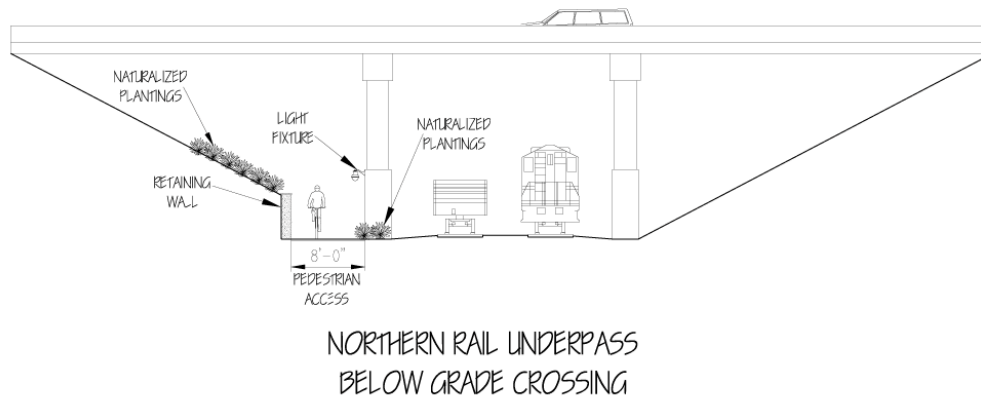 NATURALIZED
PLANTINGS
LIGHT
FIXTURE
NATURALIZED
PLANTINGS
RETAINING
WALL
8'-0"
PEDESTRIAN
ACCESS
NORTHERN RAIL UNDERPASS
BELOW GRADE CROSSING